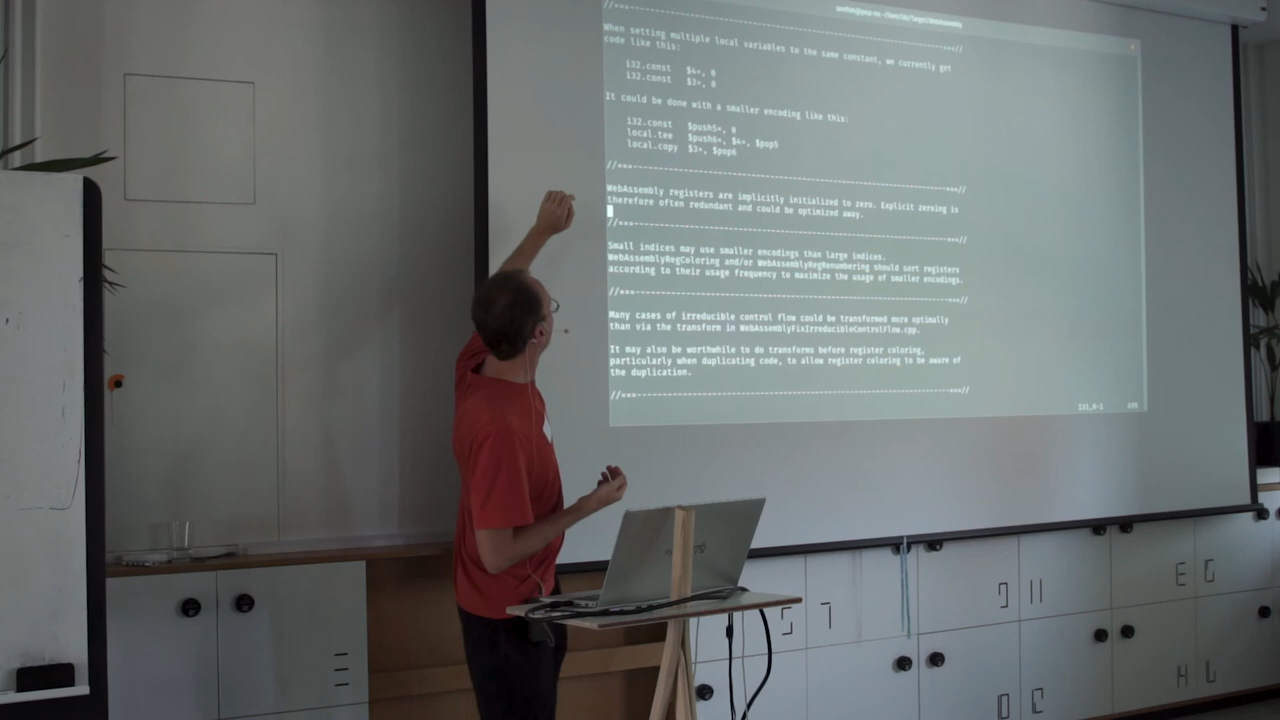 //===----------------------------------------------------------------------===//
When setting multiple local variables to the same constant, we currently get
code like this:
i32.const $4=, 0
i32.const $3=, 0
It could be done with a smaller encoding like this:
i32.const $push5=, 0
local.tee $push6=, $4=, $pop5
local.copy $3=, $pop6
//===----------------------------------------------------------------------===//
WebAssembly registers are implicitly initialized to zero. Explicit zeroing is
therefore often redundant and could be optimized away.
//===----------------------------------------------------------------------===//
Small indices may use smaller encodings than large indices.
WebAssemblyRegColoring and/or WebAssemblyRegRenumbering should sort registers
according to their usage frequency to maximize the usage of smaller encodings.
//===----------------------------------------------------------------------===//
Many cases of irreducible control flow could be transformed more optimally
than via the transform in WebAssemblyFixIrreducibleControlFlow.cpp.
It may also be worthwhile to do transforms before register coloring,
particularly when duplicating code, to allow register coloring to be aware of
the duplication.
//===----------------------------------------------------------------------===//